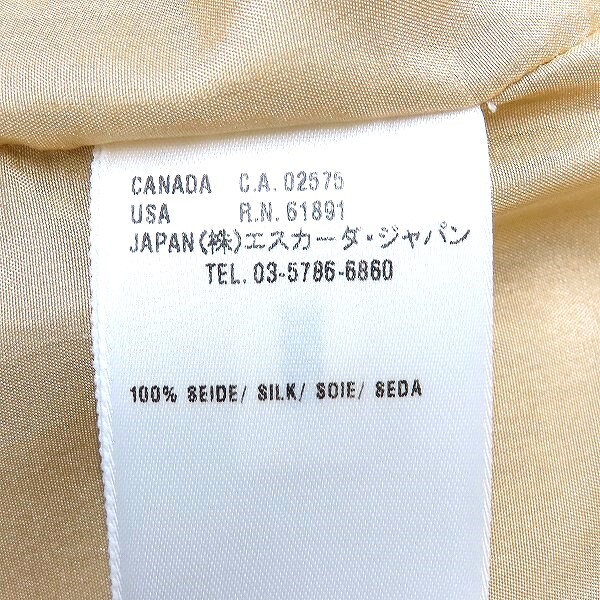 CANADA C.A. 02575
USA R.N. 61891
JAPAN(株)エスカーダ・ジャパン
TEL. 03-5786-6860
100% SEIDE/ SILK/ SOIE/ SEDA